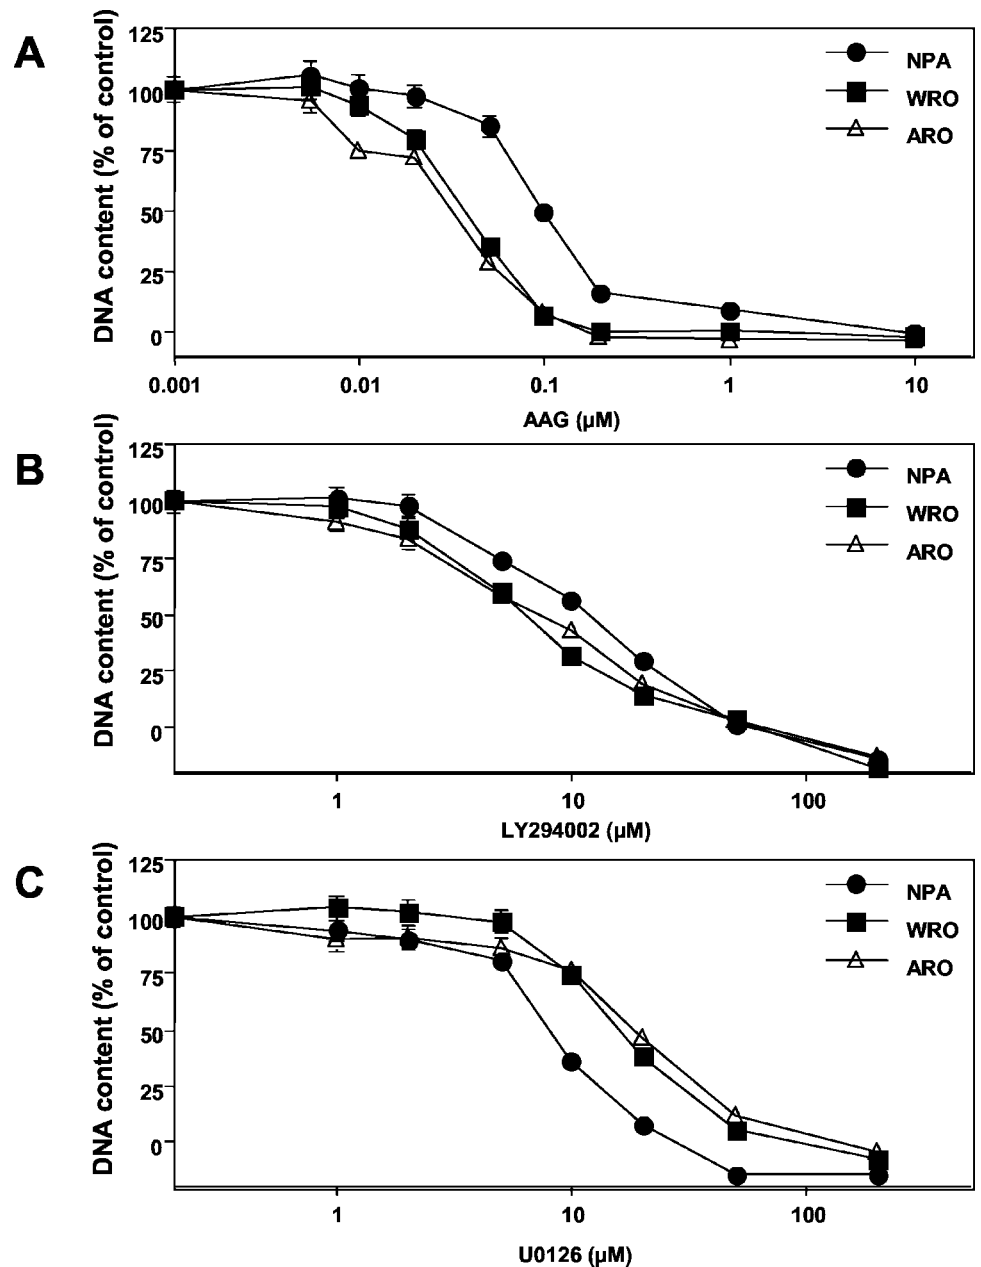 A
DNA content (% of control)
125
100
75
50
25
0
NPA
WRO
ARO
0.001
0.01
0.1
1
10
AAG (µM)
B
DNA content (% of control)
125
100
75
50
25
0
NPA
WRO
ARO
1
10
100
LY294002 (µM)
C
DNA content (% of control)
125
100
75
50
25
0
NPA
WRO
ARO
1
10
100
U0126 (µM)